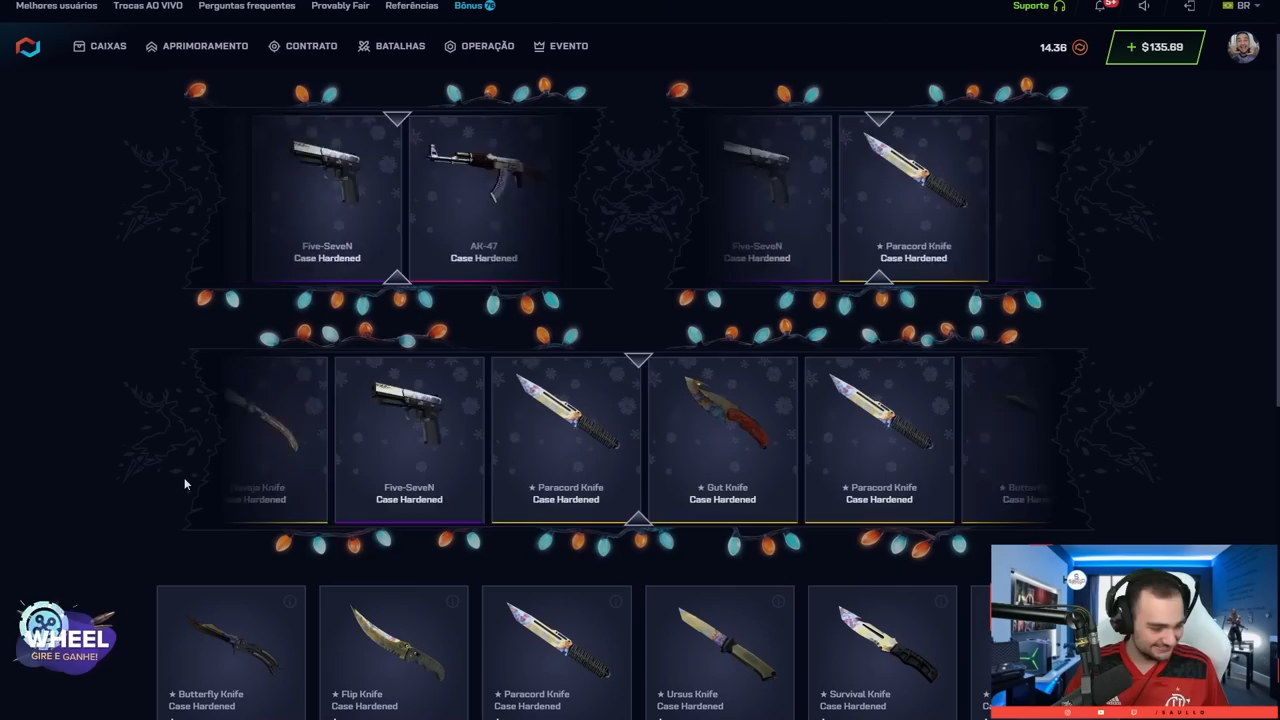 Melhores usuários Trocas AO VIVO Perguntas frequentes Provably Fair Referências Bônus 76 Suporte 5+ BR
CAIXAS APRIMORAMENTO CONTRATO BATALHAS OPERAÇÃO EVENTO 14.36 + $135.69
Five-SeveN
Case Hardened
AK-47
Case Hardened
Five-SeveN
Case Hardened
★ Paracord Knife
Case Hardened
Knife
Case Hardened
Five-SeveN
Case Hardened
★ Paracord Knife
Case Hardened
★ Gut Knife
Case Hardened
★ Paracord Knife
Case Hardened
WHEEL
GIRE E GANHE!
★ Butterfly Knife
Case Hardened
★ Flip Knife
Case Hardened
★ Paracord Knife
Case Hardened
★ Ursus Knife
Case Hardened
★ Survival Knife
Case Hardened
/SAULLO